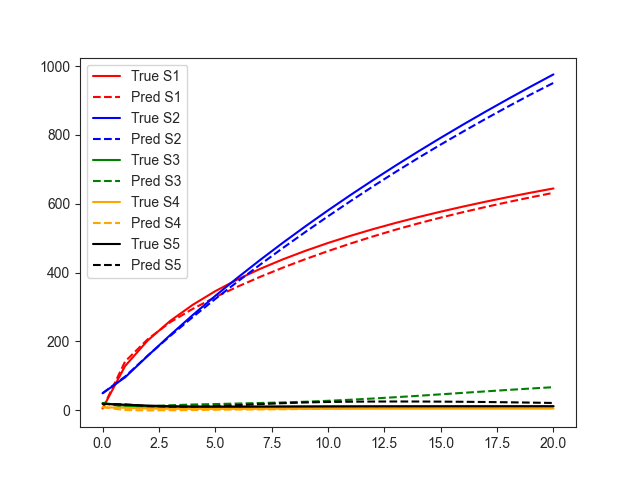 1000
800
600
400
200
0
True S1
Pred S1
True S2
Pred S2
True S3
Pred S3
True S4
Pred S4
True S5
Pred S5
0.0 2.5 5.0 7.5 10.0 12.5 15.0 17.5 20.0